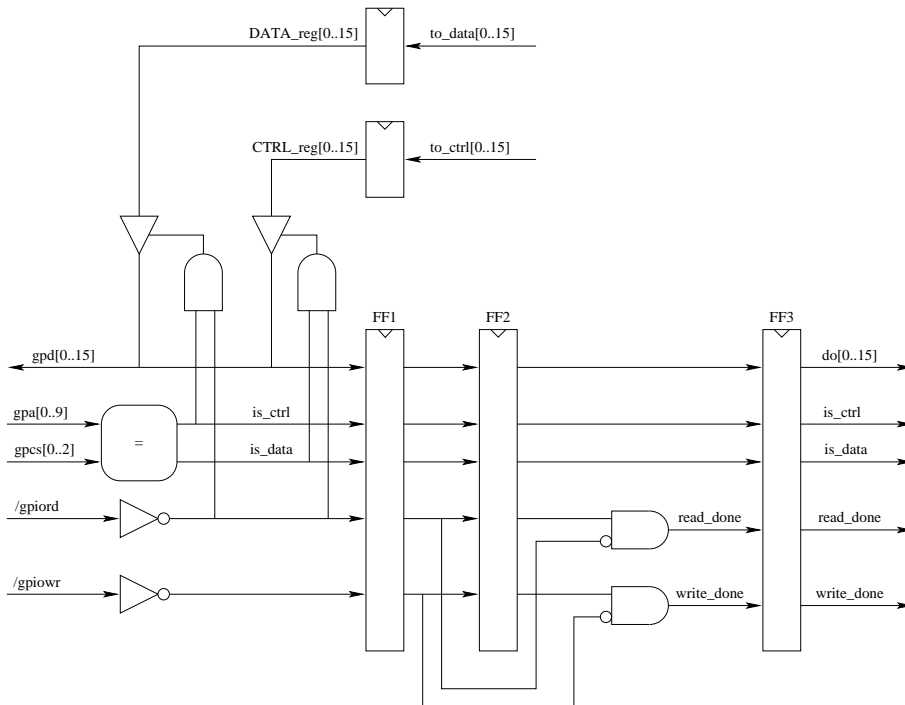 DATA_reg[0..15]
to_data[0..15]
CTRL_reg[0..15]
to_ctrl[0..15]
FF1
FF2
FF3
gpd[0..15]
do[0..15]
gpa[0..9]
is_ctrl
is_ctrl
=
gpcs[0..2]
is_data
is_data
/gpiord
read_done
read_done
/gpiowr
write_done
write_done